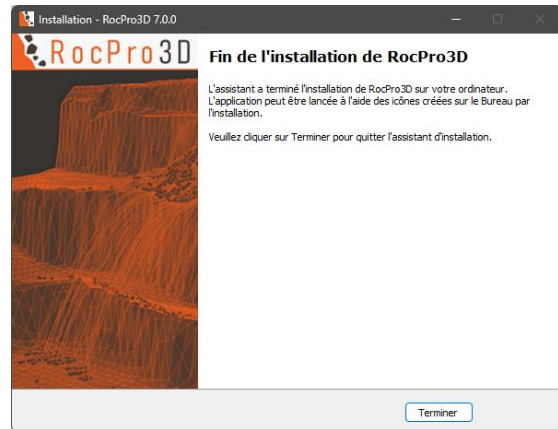 Installation - RocPro3D 7.0.0
RocPro3D
Fin de l'installation de RocPro3D
L'assistant a terminé l'installation de RocPro3D sur votre ordinateur.
L'application peut être lancée à l'aide des icônes créées sur le Bureau par
l'installation.
Veuillez cliquer sur Terminer pour quitter l'assistant d'installation.
Terminer